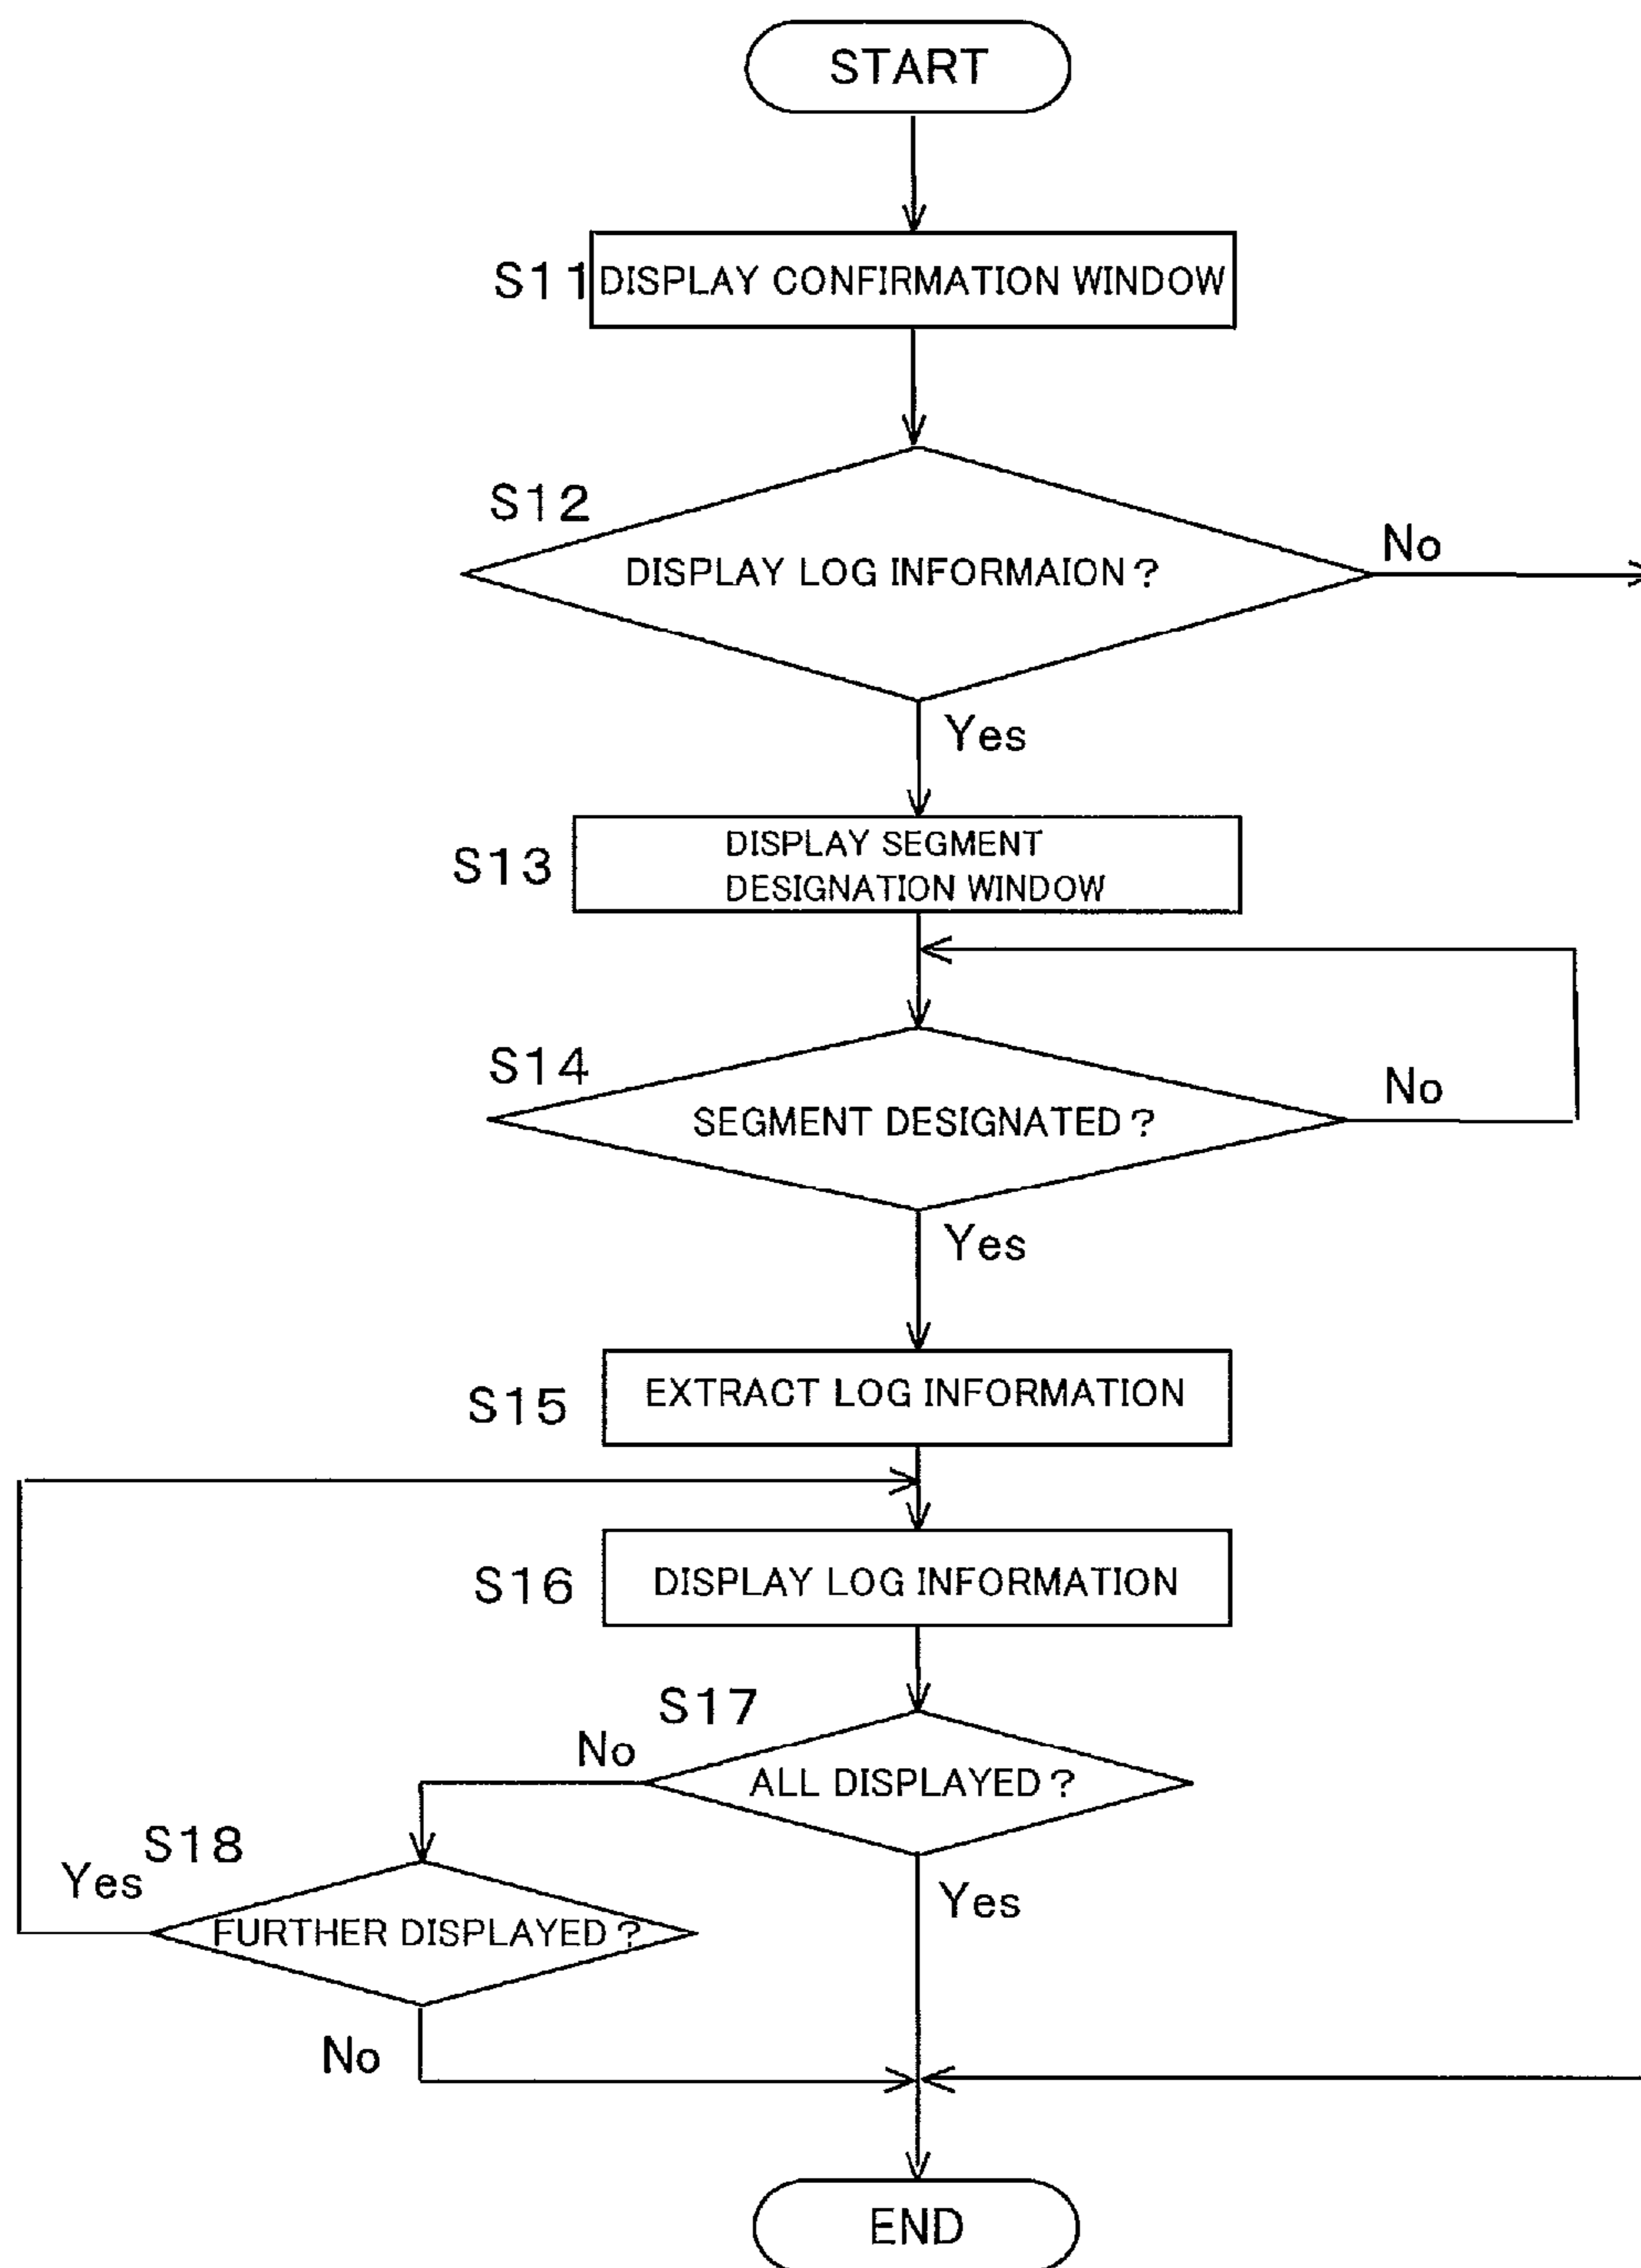 START
S11
DISPLAY CONFIRMATION WINDOW
S12
DISPLAY LOG INFORMAION?
No
Yes
S13
DISPLAY SEGMENT
DESIGNATION WINDOW
S14
SEGMENT DESIGNATED?
No
Yes
S15
EXTRACT LOG INFORMATION
S16
DISPLAY LOG INFORMATION
S17
No
ALL DISPLAYED?
S18
Yes
Yes
FURTHER DISPLAYED?
No
END